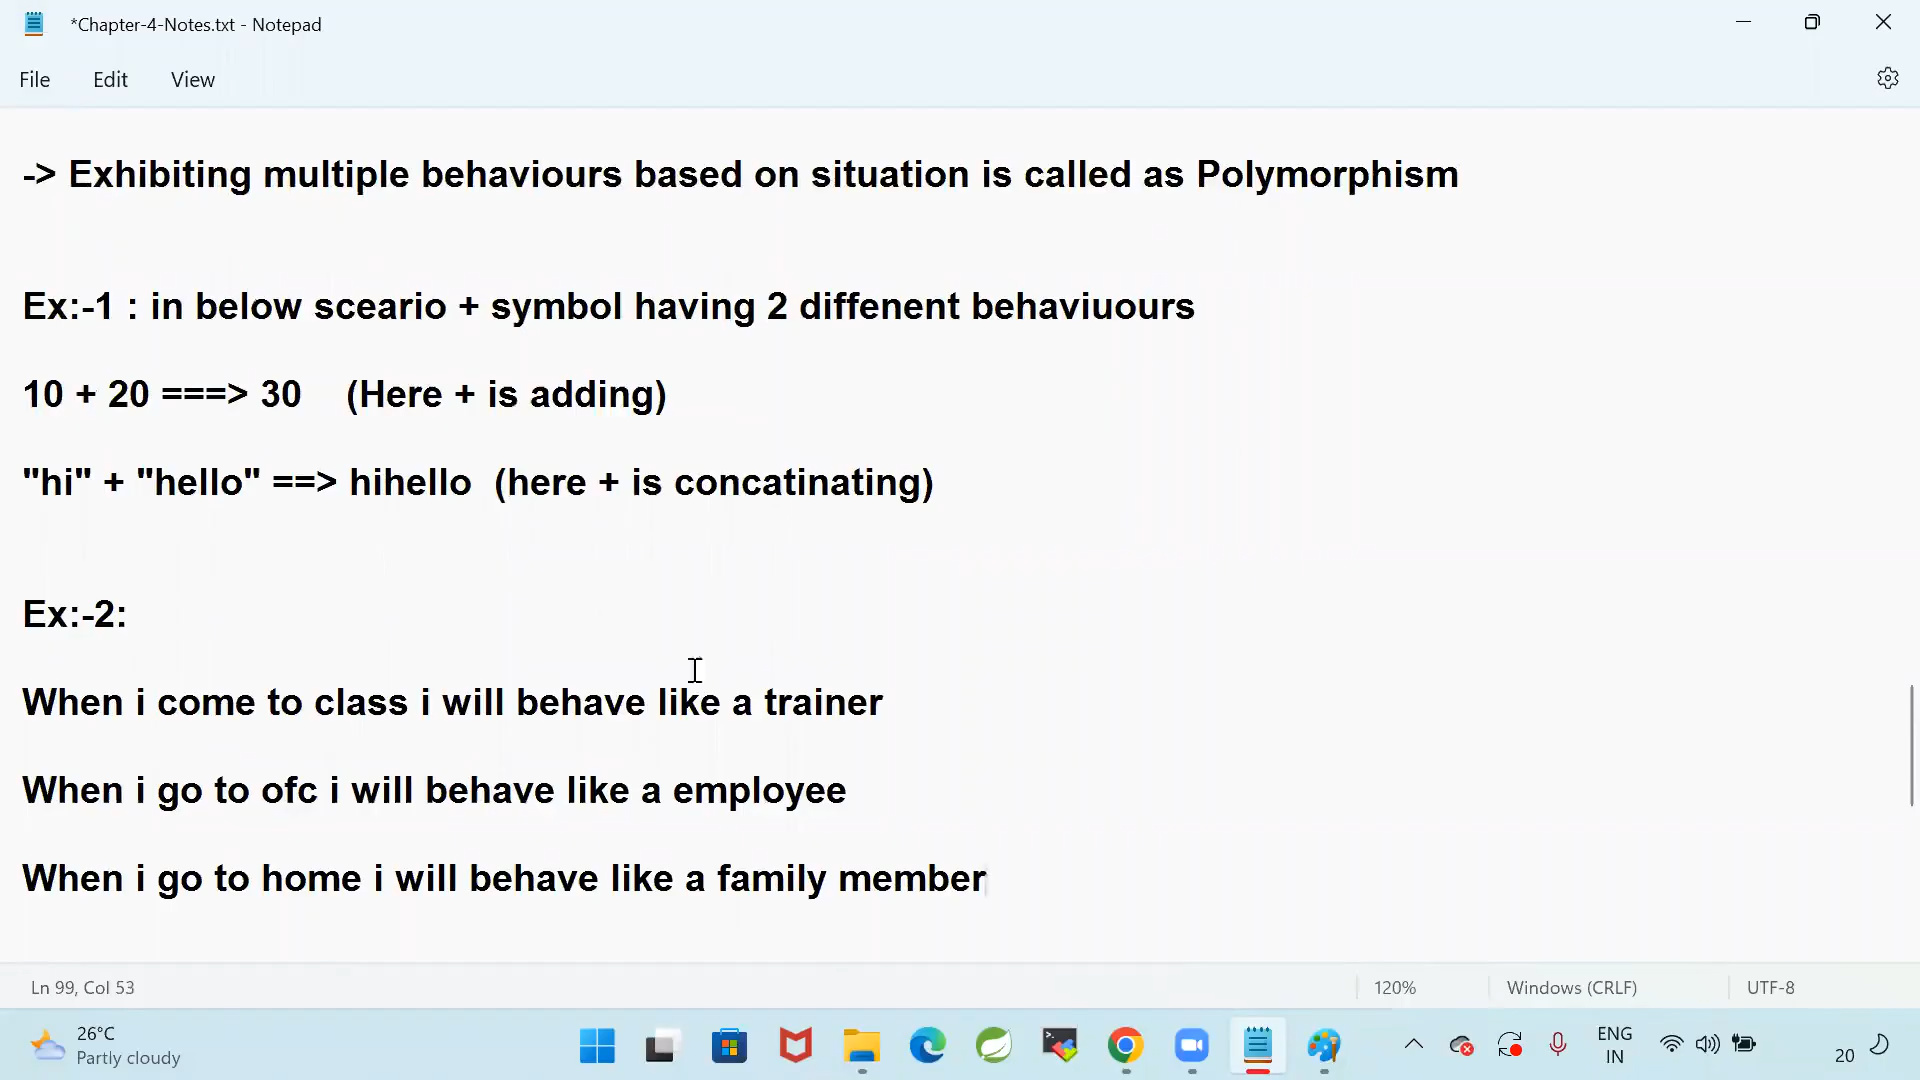 *Chapter-4-Notes.txt - Notepad
File Edit View
-> Exhibiting multiple behaviours based on situation is called as Polymorphism
Ex:-1 : in below sceario + symbol having 2 diffenent behaviuours
10 + 20 ===> 30    (Here + is adding)
"hi" + "hello" ==> hihello  (here + is concatinating)
Ex:-2:
When i come to class i will behave like a trainer
When i go to ofc i will behave like a employee
When i go to home i will behave like a family member
Ln 99, Col 53 120% Windows (CRLF) UTF-8
26°C
Partly cloudy
ENG
IN
20